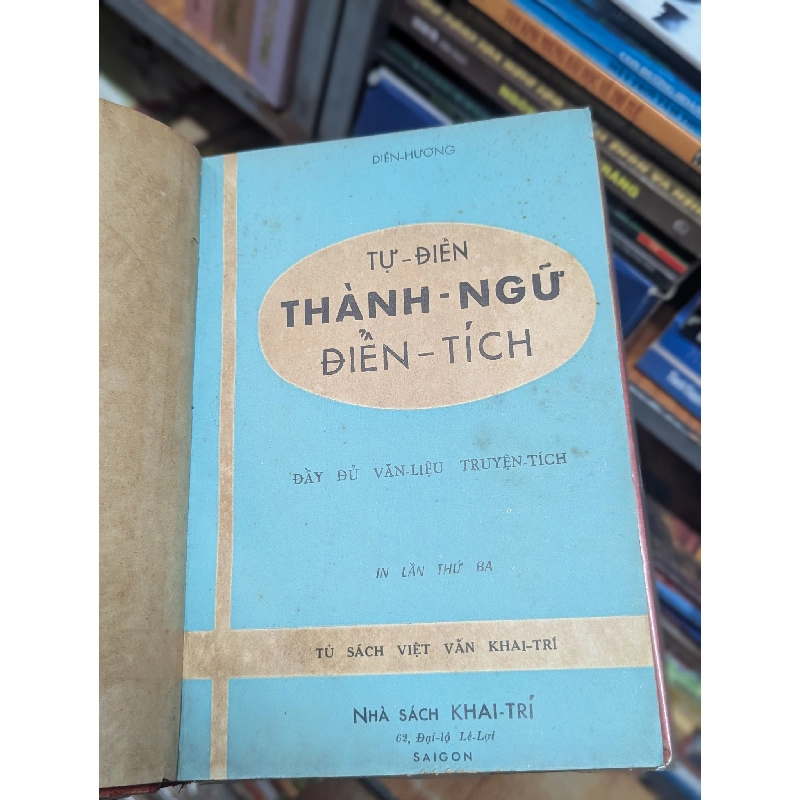 DIÊN-HƯƠNG
TỰ-ĐIỂN
THÀNH-NGỮ
ĐIỂN-TÍCH
ĐẦY ĐỦ VĂN-LIỆU TRUYỆN-TÍCH
IN LẦN THỨ BA
TỦ SÁCH VIỆT VĂN KHAI-TRÍ
NHÀ SÁCH KHAI-TRÍ
62, Đại-lộ Lê-Lợi
SAIGON